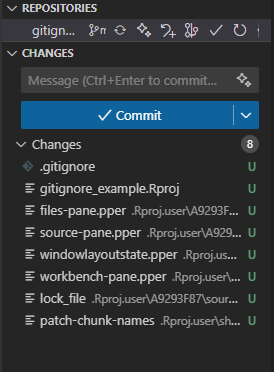 REPOSITORIES
gitign...
CHANGES
Message (Ctrl+Enter to commit...
Commit
Changes 8
.gitignore U
gitignore_example.Rproj U
files-pane.pper .Rproj.user\A9293F... U
source-pane.pper .Rproj.user\A929... U
windowlayoutstate.pper .Rproj.us... U
workbench-pane.pper .Rproj.user\... U
lock_file .Rproj.user\A9293F87\sour... U
patch-chunk-names .Rproj.user\sh... U